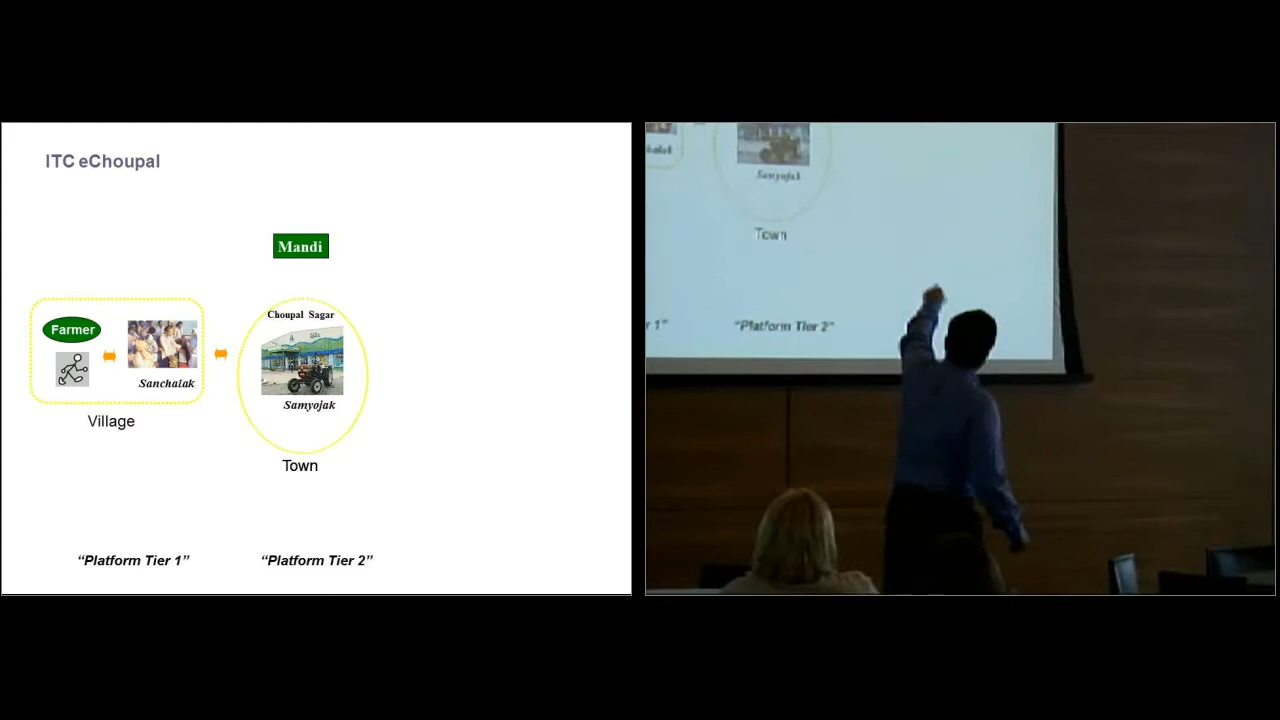 ITC eChoupal
Mandi
Farmer
Sanchalak
Village
Choupal Sagar
Samyojak
Town
"Platform Tier 1"
"Platform Tier 2"
Samyojak
Town
r 1"
"Platform Tier 2"